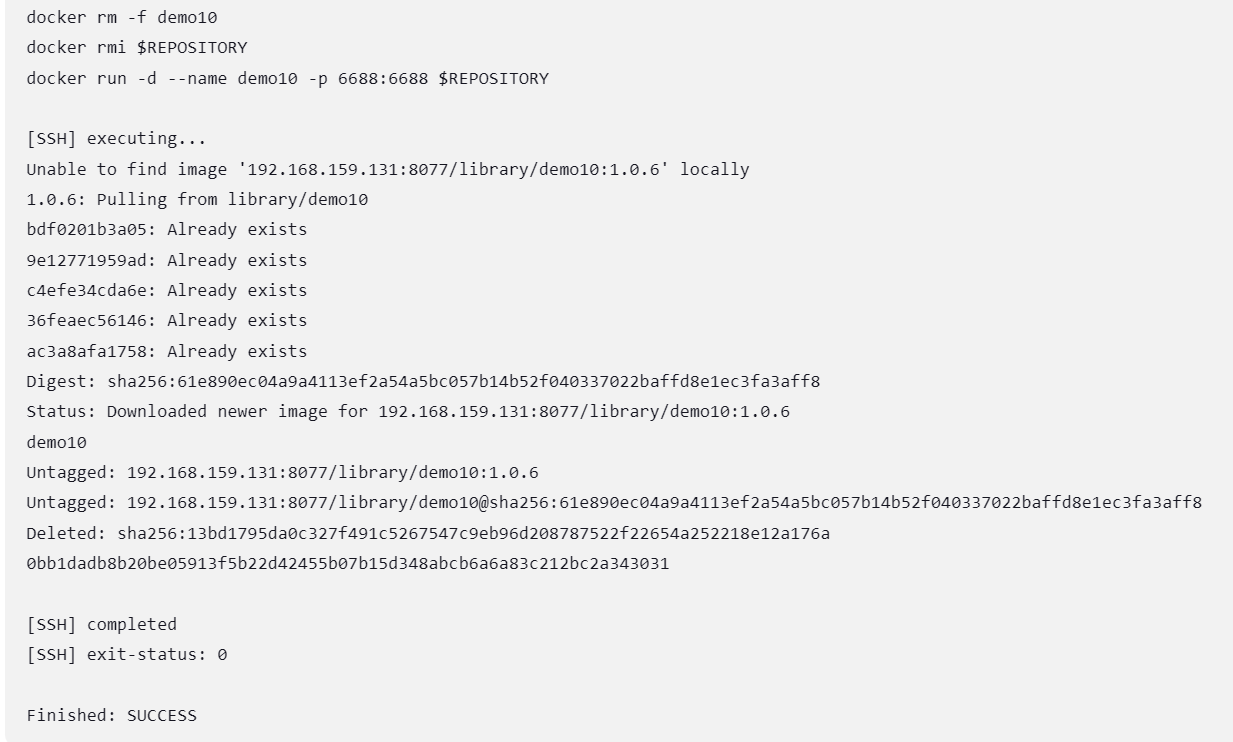 docker rm -f demo10
docker rmi $REPOSITORY
docker run -d --name demo10 -p 6688:6688 $REPOSITORY
[SSH] executing...
Unable to find image '192.168.159.131:8077/library/demo10:1.0.6' locally
1.0.6: Pulling from library/demo10
bdf0201b3a05: Already exists
9e12771959ad: Already exists
c4efe34cda6e: Already exists
36feaec56146: Already exists
ac3a8afa1758: Already exists
Digest: sha256:61e890ec04a9a4113ef2a54a5bc057b14b52f040337022baffd8e1ec3fa3aff8
Status: Downloaded newer image for 192.168.159.131:8077/library/demo10:1.0.6
demo10
Untagged: 192.168.159.131:8077/library/demo10:1.0.6
Untagged: 192.168.159.131:8077/library/demo10@sha256:61e890ec04a9a4113ef2a54a5bc057b14b52f040337022baffd8e1ec3fa3aff8
Deleted: sha256:13bd1795da0c327f491c5267547c9eb96d208787522f22654a252218e12a176a
0bb1dadb8b20be05913f5b22d42455b07b15d348abcb6a6a83c212bc2a343031
[SSH] completed
[SSH] exit-status: 0
Finished: SUCCESS